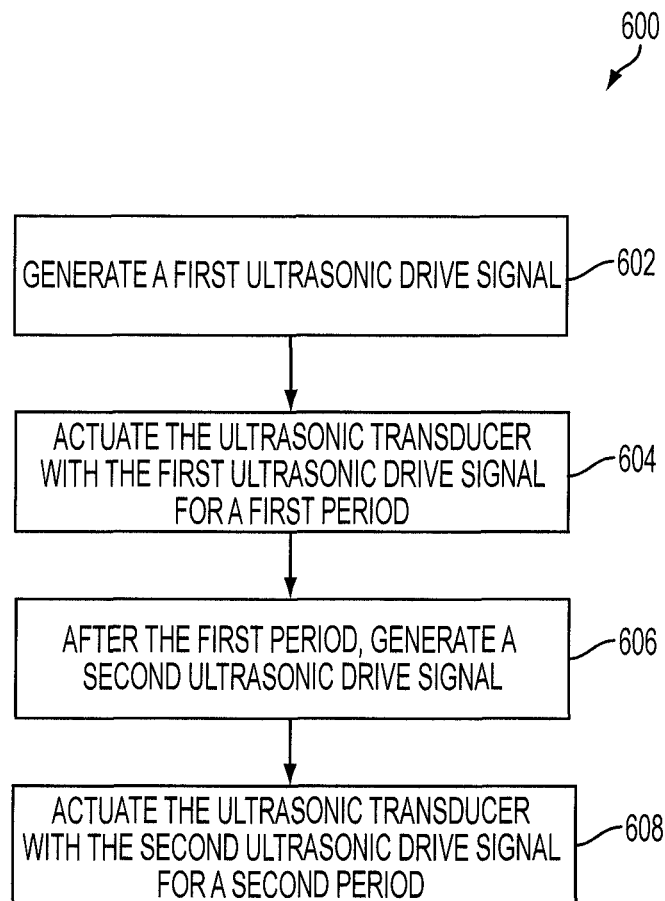 600
GENERATE A FIRST ULTRASONIC DRIVE SIGNAL
602
ACTUATE THE ULTRASONIC TRANSDUCER
WITH THE FIRST ULTRASONIC DRIVE SIGNAL
FOR A FIRST PERIOD
604
AFTER THE FIRST PERIOD, GENERATE A
SECOND ULTRASONIC DRIVE SIGNAL
606
ACTUATE THE ULTRASONIC TRANSDUCER
WITH THE SECOND ULTRASONIC DRIVE SIGNAL
FOR A SECOND PERIOD
608